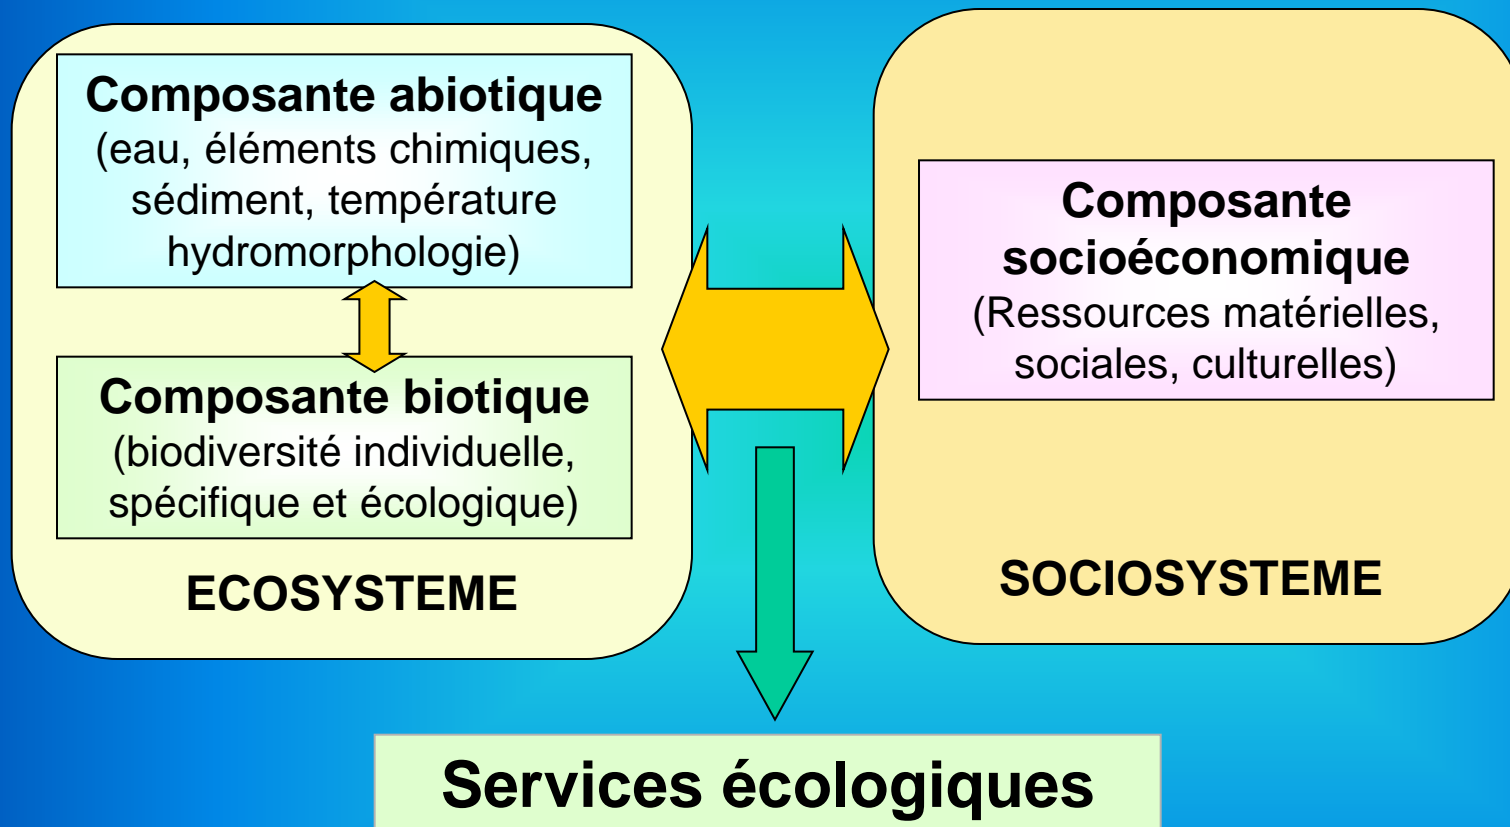 Composante abiotique
(eau, éléments chimiques,
sédiment, température
hydromorphologie)
Composante biotique
(biodiversité individuelle,
spécifique et écologique)
ECOSYSTEME
Composante
socioéconomique
(Ressources matérielles,
sociales, culturelles)
SOCIOSYSTEME
Services écologiques